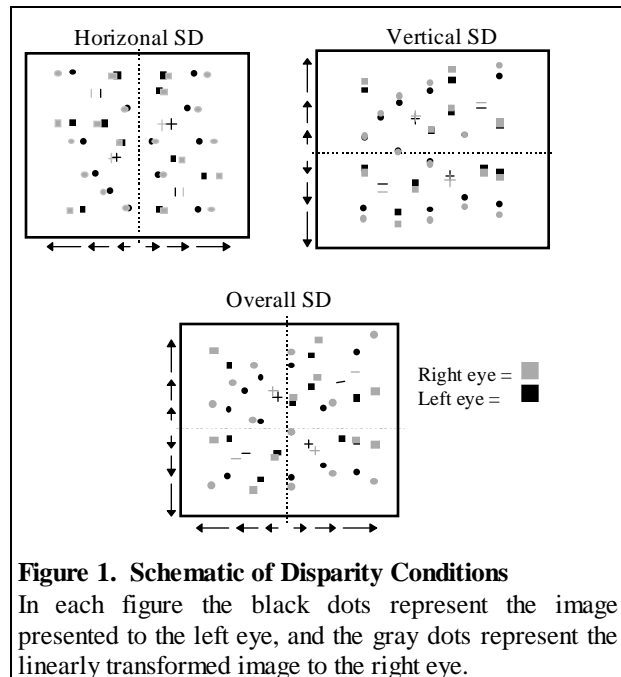 Horizonal SD
Vertical SD
Overall SD
Right eye =
Left eye =
Figure 1. Schematic of Disparity Conditions
In each figure the black dots represent the image
presented to the left eye, and the gray dots represent the
linearly transformed image to the right eye.